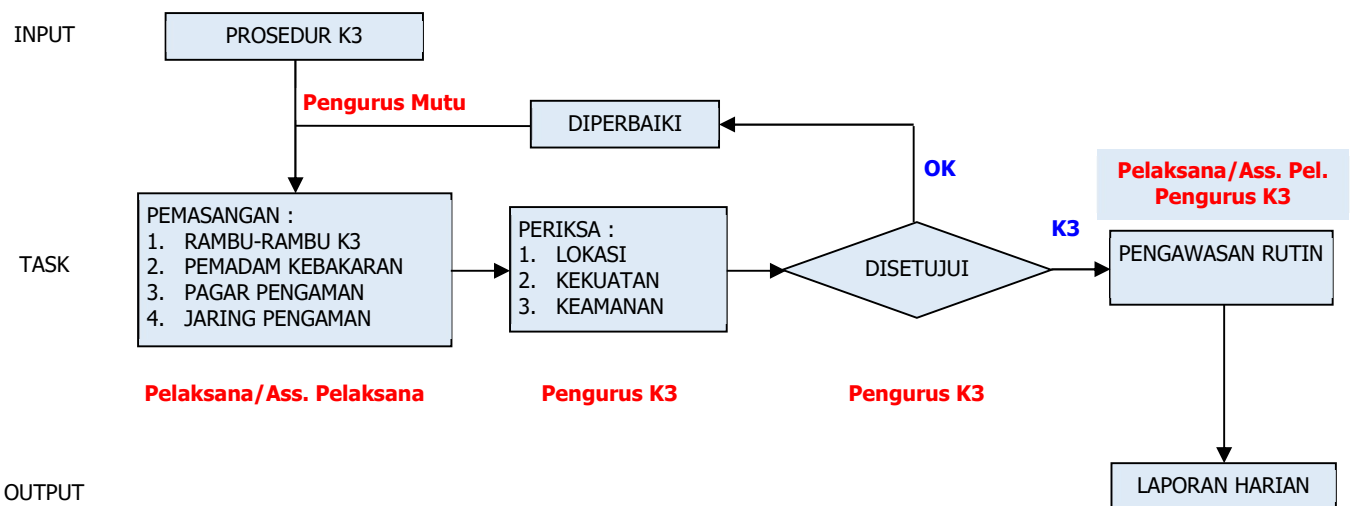 INPUT
PROSEDUR K3
Pengurus Mutu
DIPERBAIKI
OK
Pelaksana/Ass. Pel.
Pengurus K3
K3
TASK
PEMASANGAN :
1. RAMBU-RAMBU K3
2. PEMADAM KEBAKARAN
3. PAGAR PENGAMAN
4. JARING PENGAMAN
PERIKSA :
1. LOKASI
2. KEKUATAN
3. KEAMANAN
DISETUJUI
PENGAWASAN RUTIN
Pelaksana/Ass. Pelaksana
Pengurus K3
Pengurus K3
OUTPUT
LAPORAN HARIAN